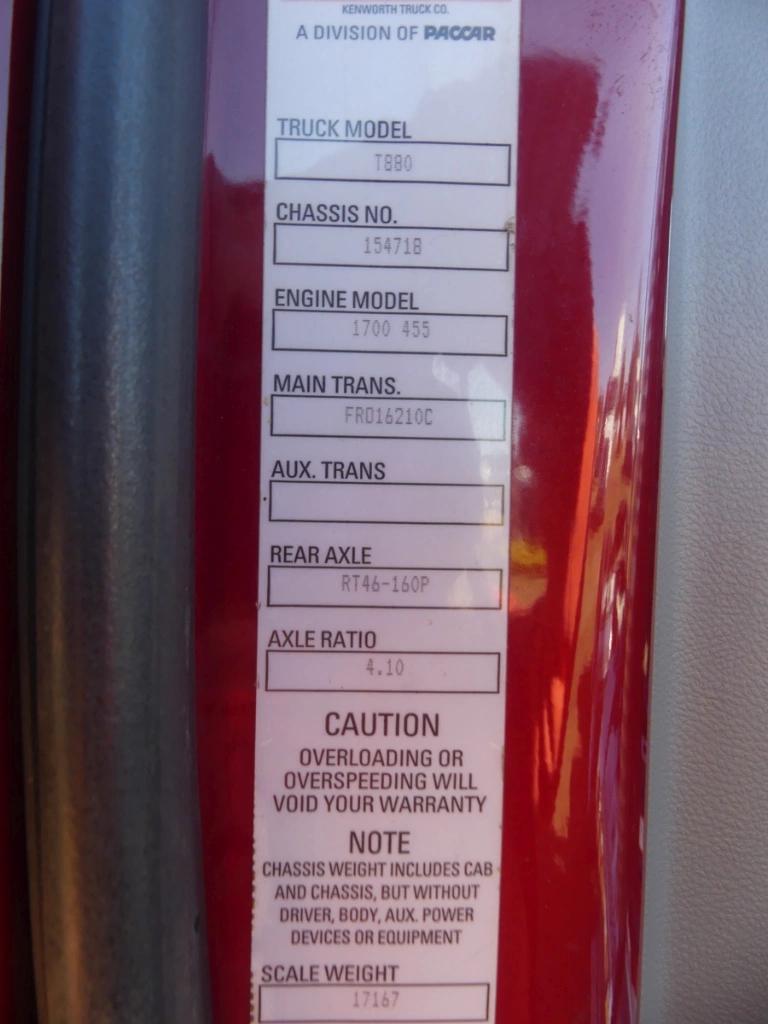 KENWORTH TRUCK CO.
A DIVISION OF PACCAR
TRUCK MODEL
T880
CHASSIS NO.
154718
ENGINE MODEL
1700 455
MAIN TRANS.
FRO16210C
AUX. TRANS
REAR AXLE
RT46-160P
AXLE RATIO
4.10
CAUTION
OVERLOADING OR
OVERSPEEDING WILL
VOID YOUR WARRANTY
NOTE
CHASSIS WEIGHT INCLUDES CAB
AND CHASSIS, BUT WITHOUT
DRIVER, BODY, AUX. POWER
DEVICES OR EQUIPMENT
SCALE WEIGHT
17167